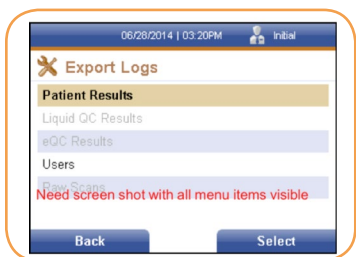 06/28/2014 | 03:20PM Initial
Export Logs
Patient Results
Liquid QC Results
eQC Results
Users
Raw Scans
Need screen shot with all menu items visible
Back Select